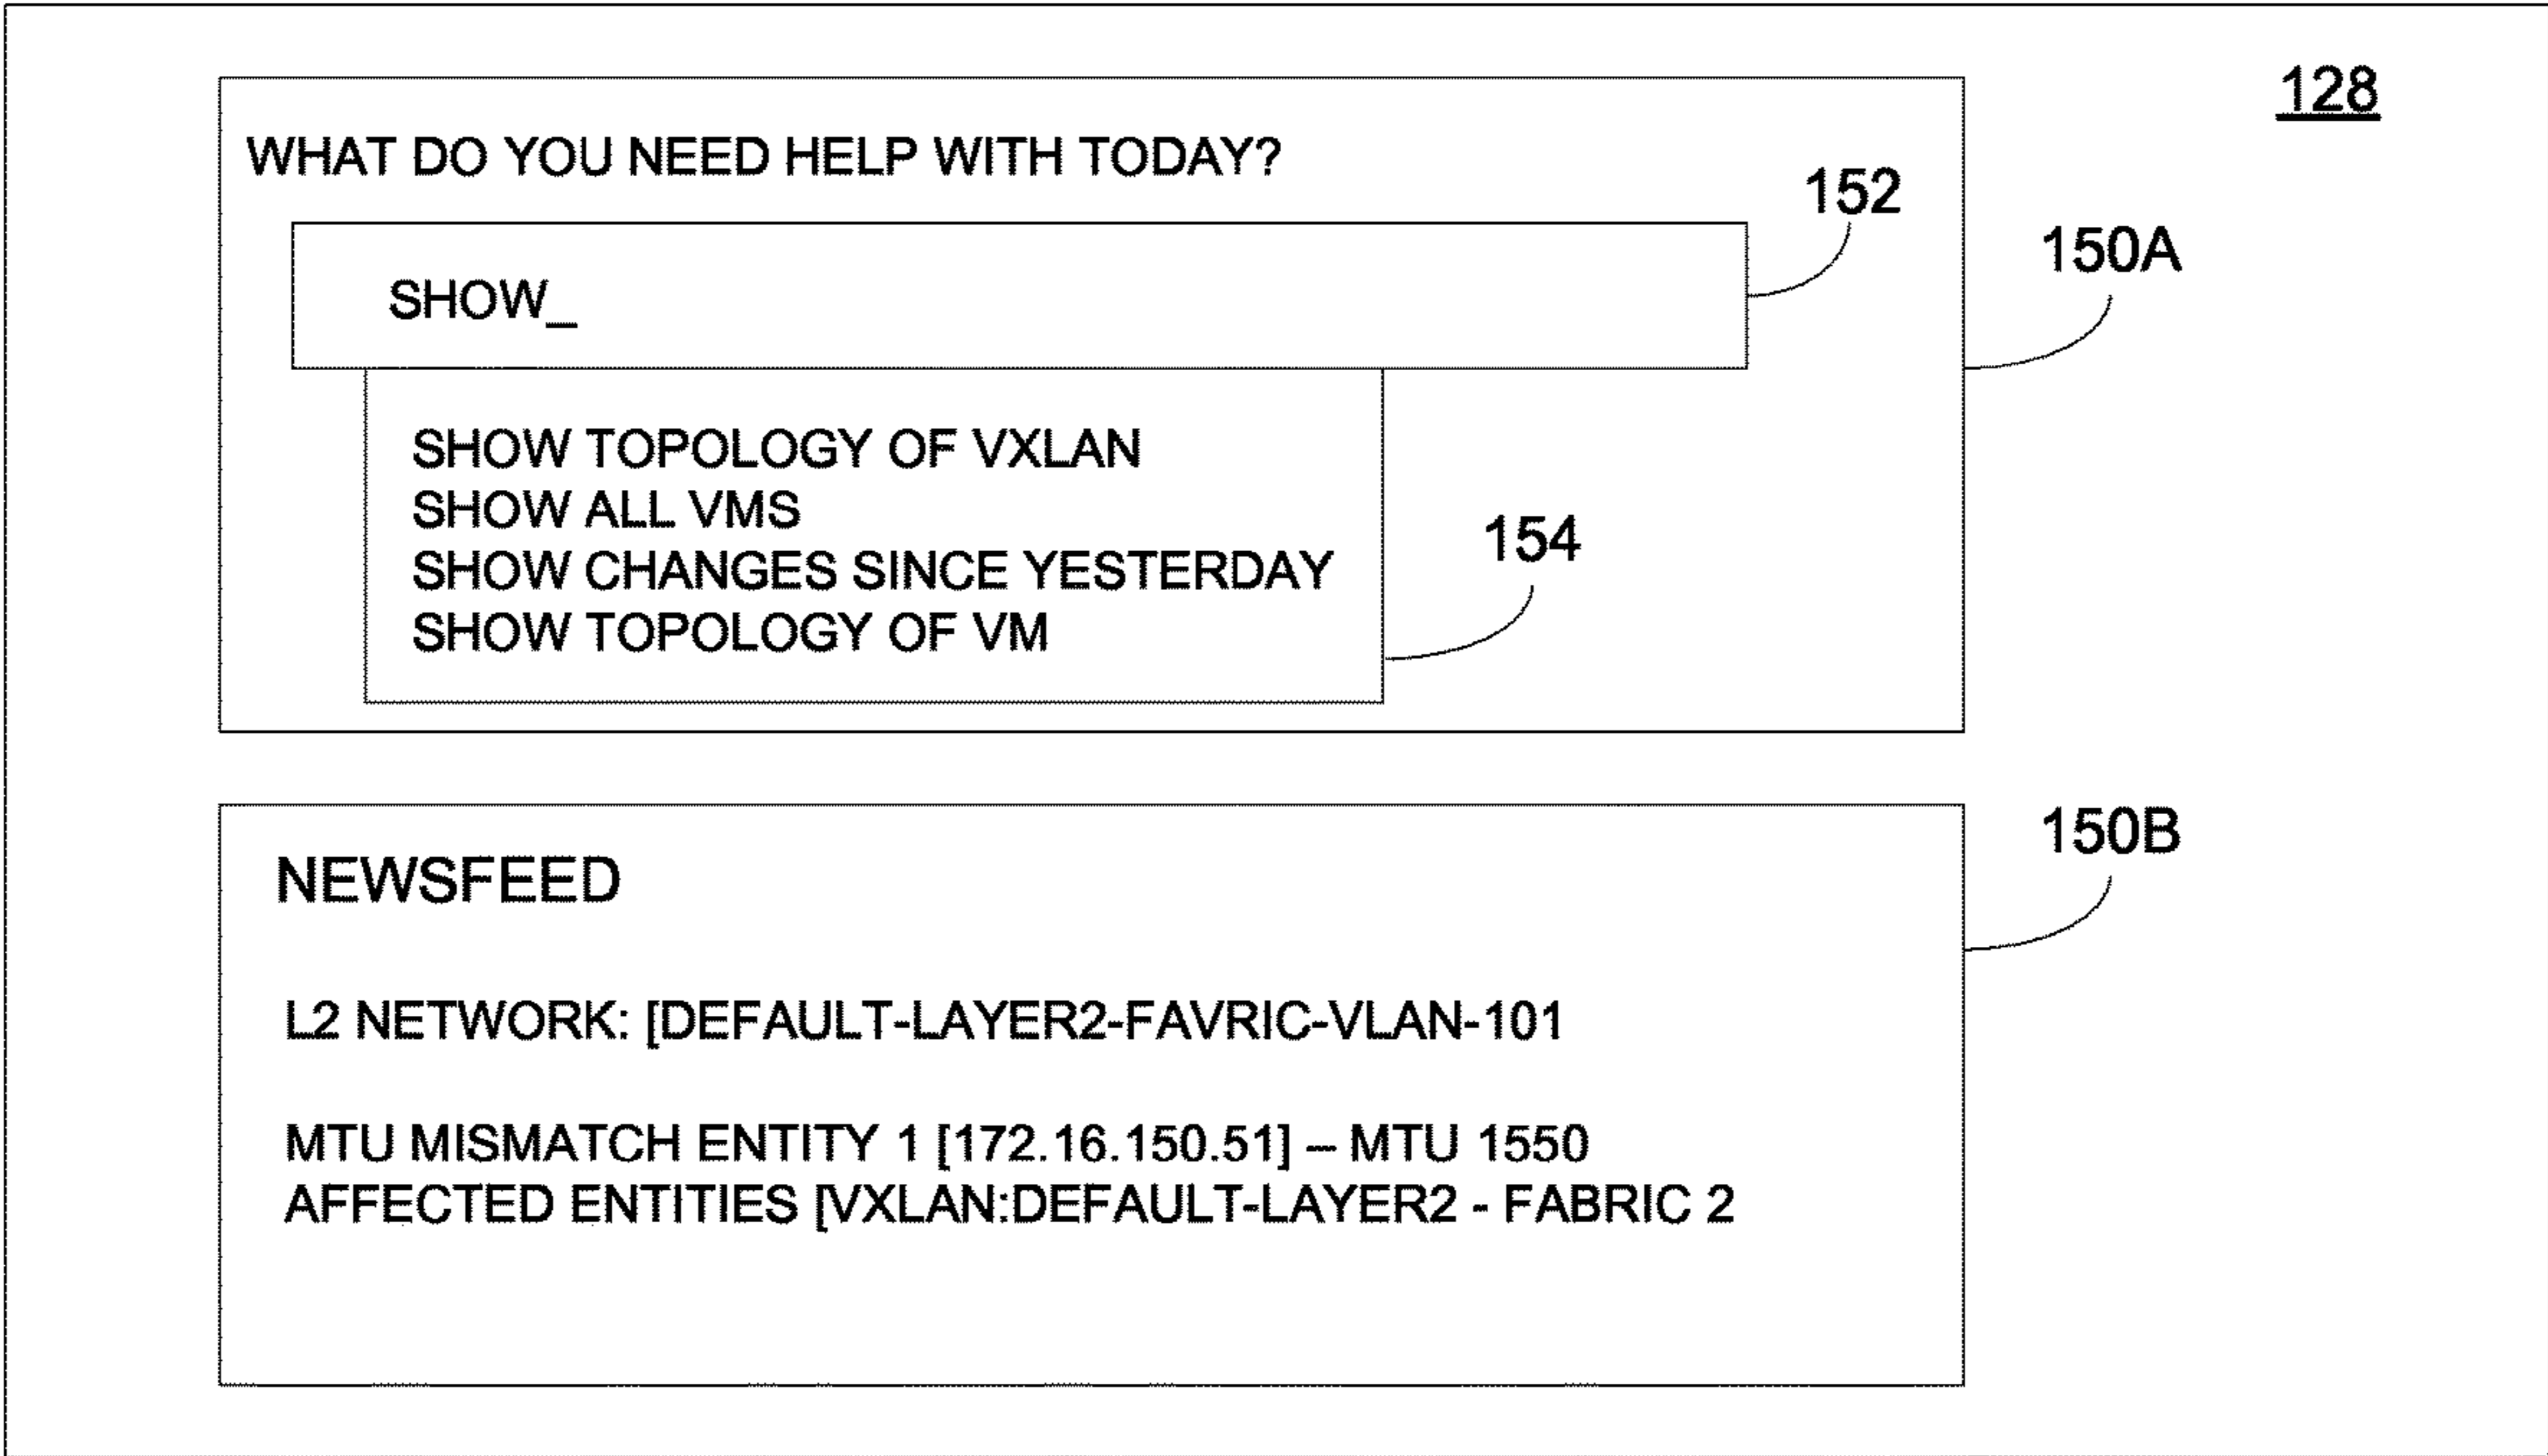 128
WHAT DO YOU NEED HELP WITH TODAY?
152
150A
SHOW_
SHOW TOPOLOGY OF VXLAN
SHOW ALL VMS
154
SHOW CHANGES SINCE YESTERDAY
SHOW TOPOLOGY OF VM
150B
NEWSFEED
L2 NETWORK: [DEFAULT-LAYER2-FAVRIC-VLAN-101
MTU MISMATCH ENTITY 1 [172.16.150.51] – MTU 1550
AFFECTED ENTITIES [VXLAN:DEFAULT-LAYER2 - FABRIC 2